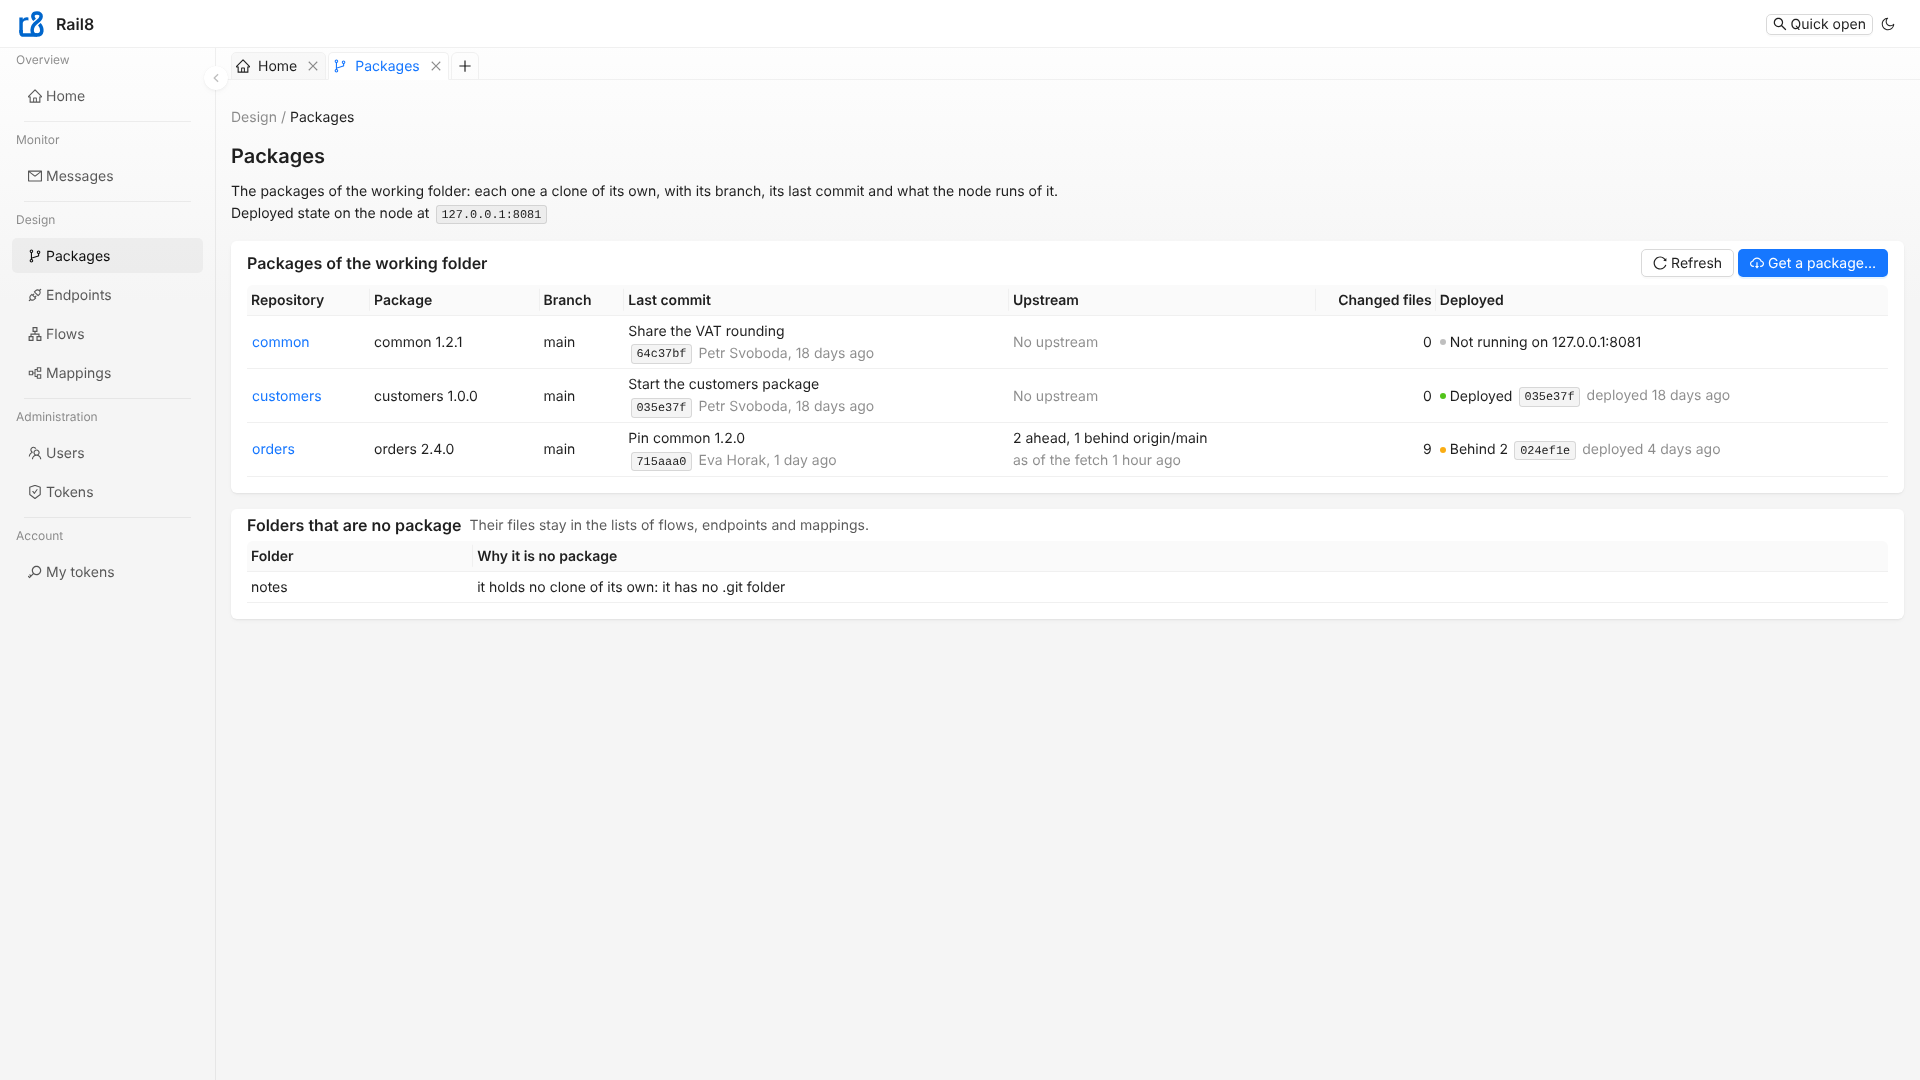 Rail8
Quick open
Overview
Home
Monitor
Messages
Design
Packages
Endpoints
Flows
Mappings
Administration
Users
Tokens
Account
My tokens
Home
Packages
Design / Packages
Packages
The packages of the working folder: each one a clone of its own, with its branch, its last commit and what the node runs of it.
Deployed state on the node at 127.0.0.1:8081
Packages of the working folder
Refresh
Get a package...
Repository Package Branch Last commit Upstream Changed files Deployed
common common 1.2.1 main Share the VAT rounding No upstream 0 Not running on 127.0.0.1:8081
64c37bf Petr Svoboda, 18 days ago
customers customers 1.0.0 main Start the customers package No upstream 0 Deployed 035e37f deployed 18 days ago
035e37f Petr Svoboda, 18 days ago
orders orders 2.4.0 main Pin common 1.2.0 2 ahead, 1 behind origin/main 9 Behind 2 024ef1e deployed 4 days ago
715aaa0 Eva Horak, 1 day ago as of the fetch 1 hour ago
Folders that are no package Their files stay in the lists of flows, endpoints and mappings.
Folder Why it is no package
notes it holds no clone of its own: it has no .git folder